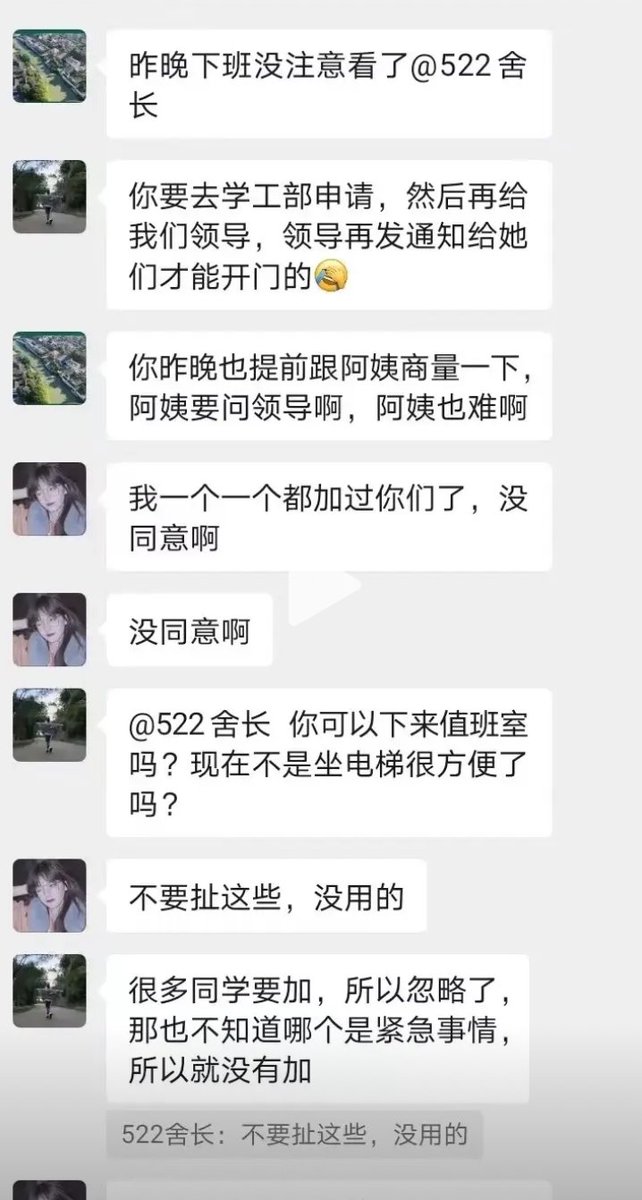 昨晚下班没注意看了@522舍
长
你要去学工部申请，然后再给
我们领导，领导再发通知给她
们才能开门的🤣
你昨晚也提前跟阿姨商量一下，
阿姨要问领导啊，阿姨也难啊
我一个一个都加过你们了，没
同意啊
没同意啊
@522舍长 你可以下来值班室
吗？现在不是坐电梯很方便了
吗？
不要扯这些，没用的
很多同学要加，所以忽略了，
那也不知道哪个是紧急事情，
所以就没有加
522舍长：不要扯这些，没用的